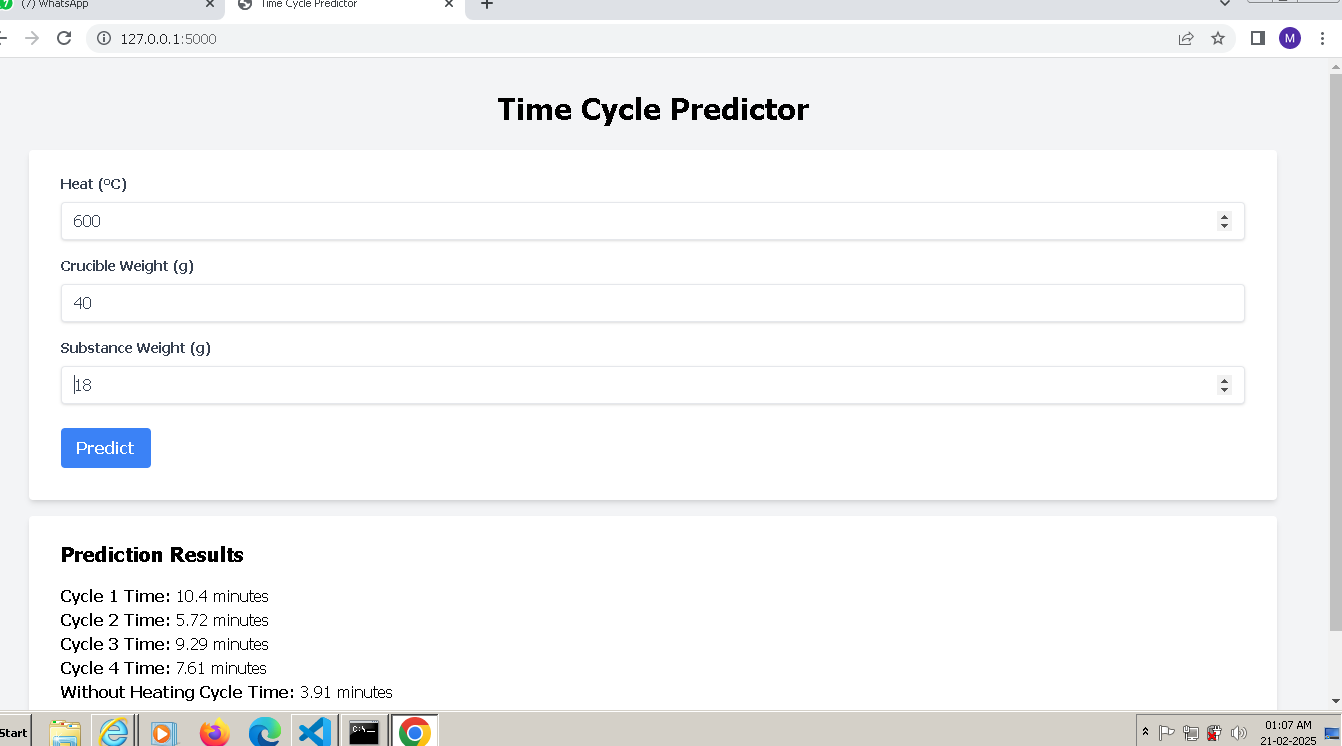 (7) WhatsApp
Time Cycle Predictor
127.0.0.1:5000
M
Time Cycle Predictor
Heat (ºC)
600
Crucible Weight (g)
40
Substance Weight (g)
18
Predict
Prediction Results
Cycle 1 Time: 10.4 minutes
Cycle 2 Time: 5.72 minutes
Cycle 3 Time: 9.29 minutes
Cycle 4 Time: 7.61 minutes
Without Heating Cycle Time: 3.91 minutes
Start
C:\_
01:07 AM
21-02-2025